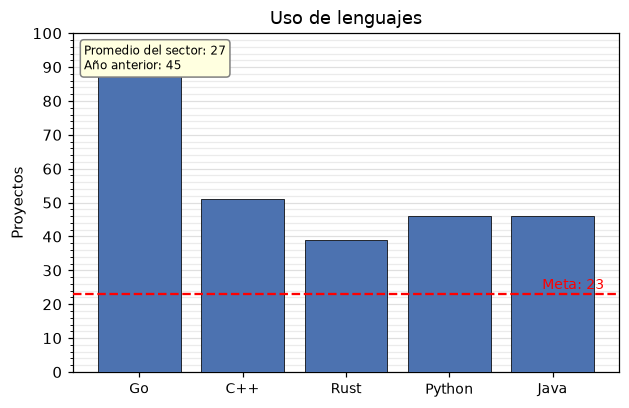 Uso de lenguajes
Proyectos
100
90
80
70
60
50
40
30
20
10
0
Promedio del sector: 27
Año anterior: 45
Meta: 23
Go
C++
Rust
Python
Java